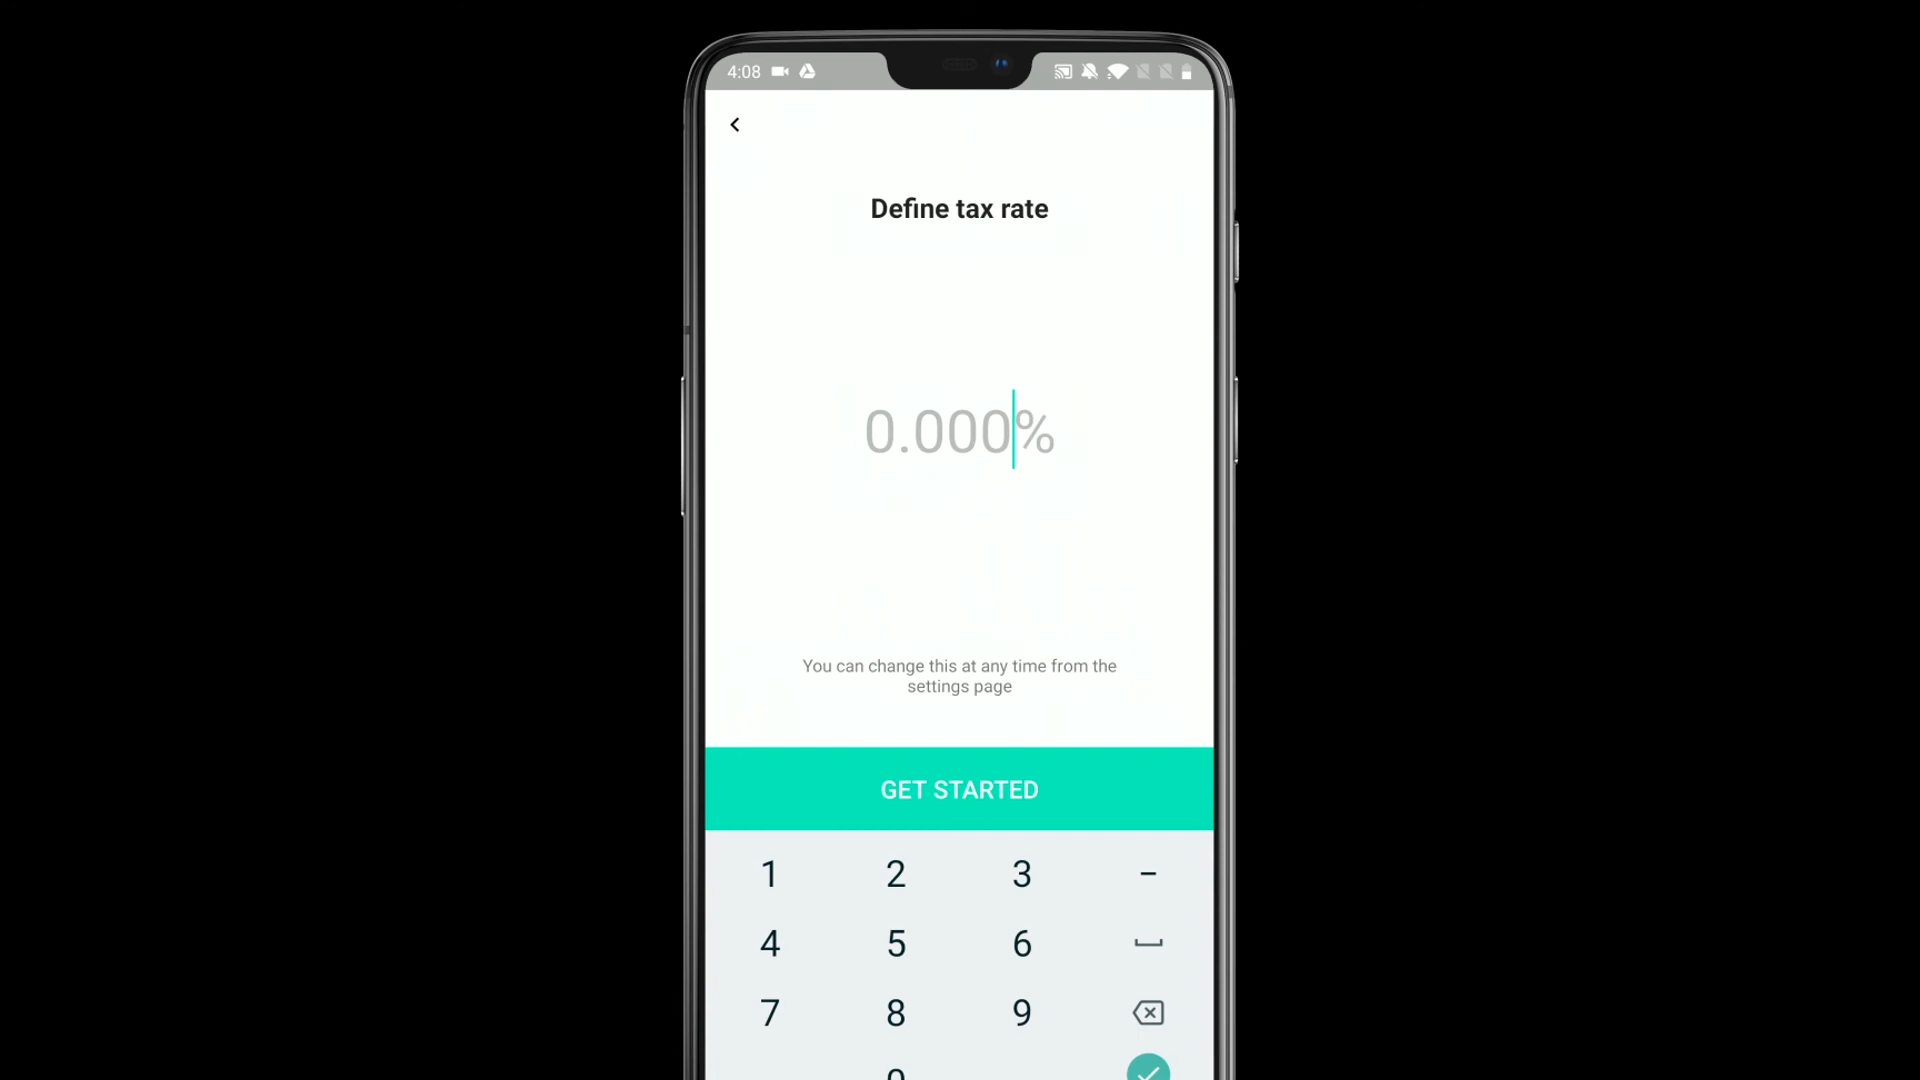 4:08
Define tax rate
0.000%
You can change this at any time from the
settings page
GET STARTED
1 2 3 -
4 5 6
7 8 9
0